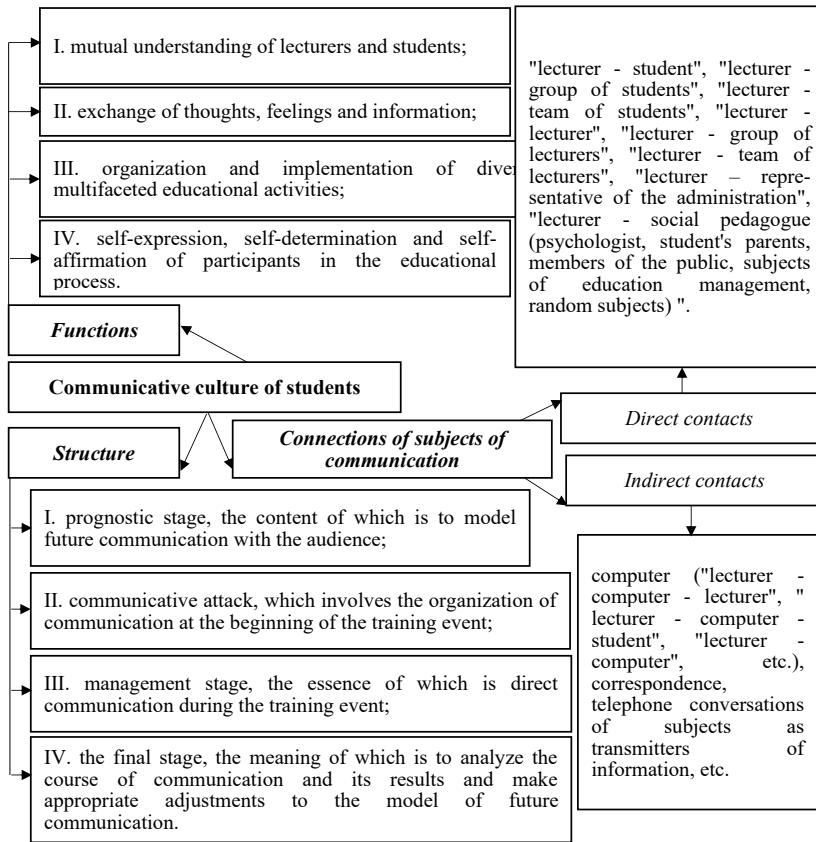 I. mutual understanding of lecturers and students;
II. exchange of thoughts, feelings and information;
III. organization and implementation of diver
multifaceted educational activities;
IV. self-expression, self-determination and self-
affirmation of participants in the educational
process.
"lecturer - student", "lecturer -
group of students", "lecturer -
team of students", "lecturer -
lecturer", "lecturer - group of
lecturers", "lecturer - team of
lecturers", "lecturer – repre-
sentative of the administration",
"lecturer - social pedagogue
(psychologist, student's parents,
members of the public, subjects
of education management,
random subjects) ".
Functions
Communicative culture of students
Structure
Connections of subjects of
communication
Direct contacts
Indirect contacts
I. prognostic stage, the content of which is to model
future communication with the audience;
II. communicative attack, which involves the organization of
communication at the beginning of the training event;
III. management stage, the essence of which is direct
communication during the training event;
IV. the final stage, the meaning of which is to analyze the
course of communication and its results and make
appropriate adjustments to the model of future
communication.
computer ("lecturer -
computer - lecturer", "
lecturer - computer -
student", "lecturer -
computer", etc.),
correspondence,
telephone conversations
of subjects as
transmitters of
information, etc.